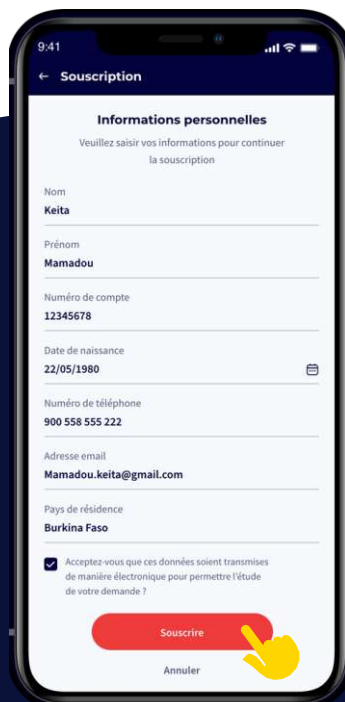 9:41
← Souscription
Informations personnelles
Veuillez saisir vos informations pour continuer
la souscription
Nom
Keita
Prénom
Mamadou
Numéro de compte
12345678
Date de naissance
22/05/1980
Numéro de téléphone
900 558 555 222
Adresse email
Mamadou.keita@gmail.com
Pays de résidence
Burkina Faso
Acceptez-vous que ces données soient transmises
de manière électronique pour permettre l'étude
de votre demande ?
Souscrire
Annuler